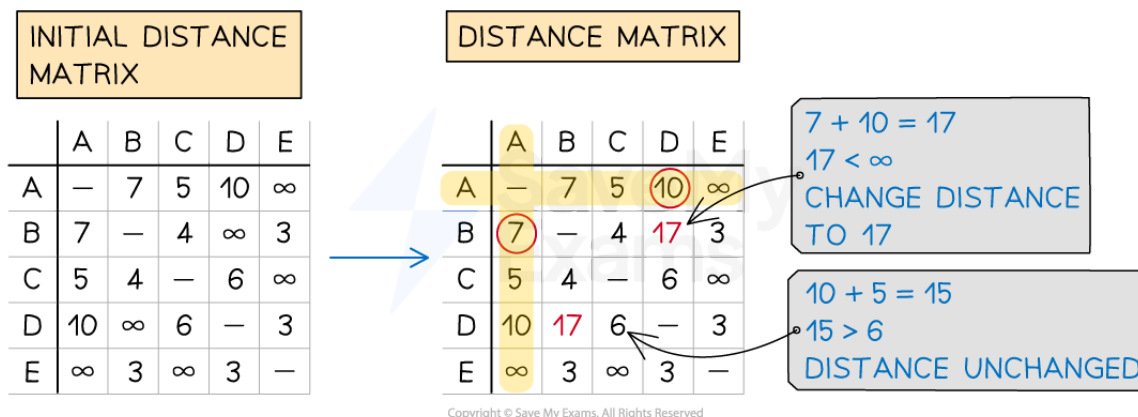 INITIAL DISTANCE
MATRIX
A B C D E
A – 7 5 10 ∞
B 7 – 4 ∞ 3
C 5 4 – 6 ∞
D 10 ∞ 6 – 3
E ∞ 3 ∞ 3 –
DISTANCE MATRIX
A B C D E
A – 7 5 10 ∞
B 7 – 4 17 3
C 5 4 – 6 ∞
D 10 17 6 – 3
E ∞ 3 ∞ 3 –
7 + 10 = 17
17 < ∞
CHANGE DISTANCE
TO 17
10 + 5 = 15
15 > 6
DISTANCE UNCHANGED
Save My
Exams
Copyright © Save My Exams. All Rights Reserved